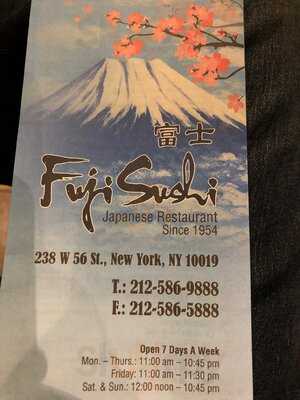 富士
Fuji Sushi
Japanese Restaurant
Since 1954
238 W 56 St., New York, NY 10019
T.: 212-586-9888
F.: 212-586-5888
Open 7 Days A Week
Mon. – Thurs.: 11:00 am – 10:45 pm
Friday: 11:00 am – 11:30 pm
Sat. & Sun.: 12:00 noon – 10:45 pm